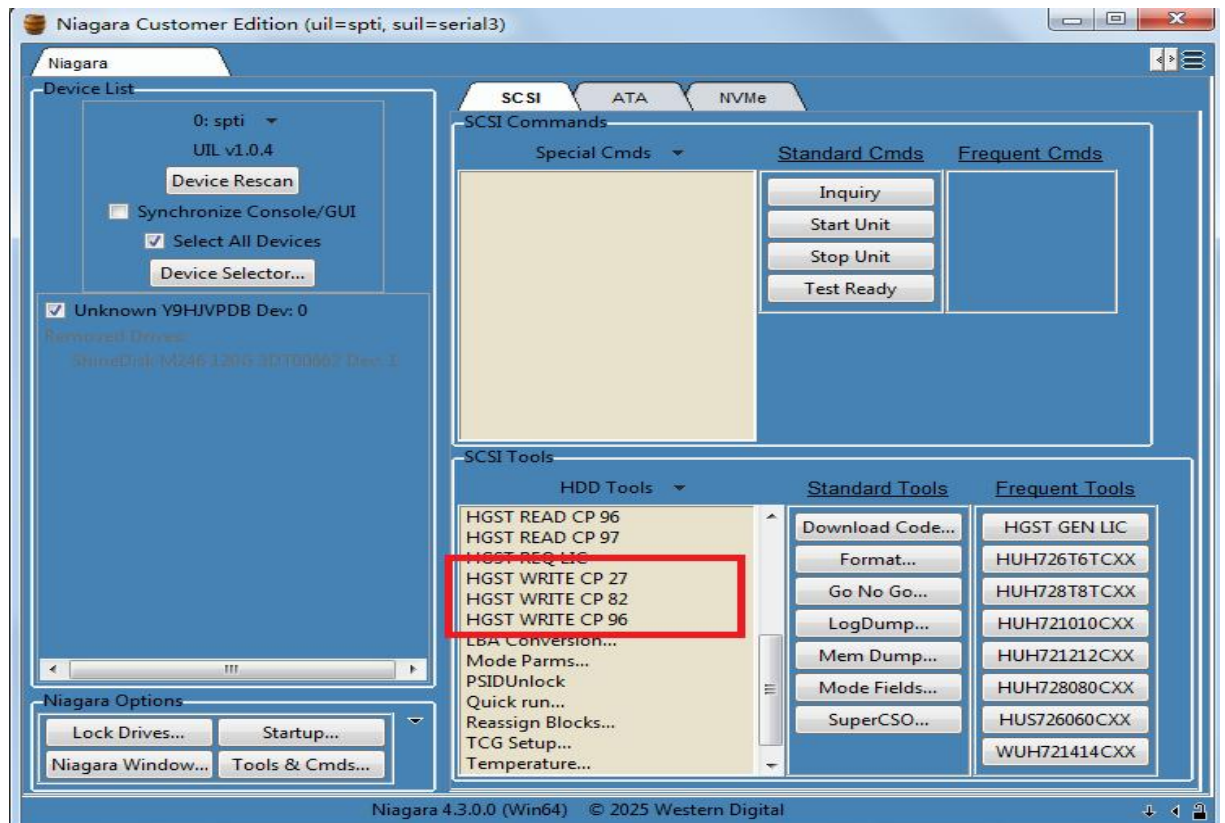 Niagara Customer Edition (uil=spti, suil=serial3)
Niagara
Device List
0: spti
UIL v1.0.4
Device Rescan
Synchronize Console/GUI
Select All Devices
Device Selector...
Unknown Y9HJVPDB Dev: 0
Removed Drives:
ShineDisk M246 120G Dev: 1
Niagara Options
Lock Drives...
Startup...
Niagara Window...
Tools & Cmds...
SCSI
ATA
NVMe
SCSI Commands
Special Cmds
Standard Cmds
Frequent Cmds
Inquiry
Start Unit
Stop Unit
Test Ready
SCSI Tools
HDD Tools
Standard Tools
Frequent Tools
HGST READ CP 96
HGST READ CP 97
HGST REQ LIC
HGST WRITE CP 27
HGST WRITE CP 82
HGST WRITE CP 96
LBA Conversion...
Mode Parms...
PSIDUnlock
Quick run...
Reassign Blocks...
TCG Setup...
Temperature...
Download Code...
Format...
Go No Go...
LogDump...
Mem Dump...
Mode Fields...
SuperCSO...
HGST GEN LIC
HUH726T6TCXX
HUH728T8TCXX
HUH721010CXX
HUH721212CXX
HUH728080CXX
HUS726060CXX
WUH721414CXX
Niagara 4.3.0.0 (Win64) © 2025 Western Digital